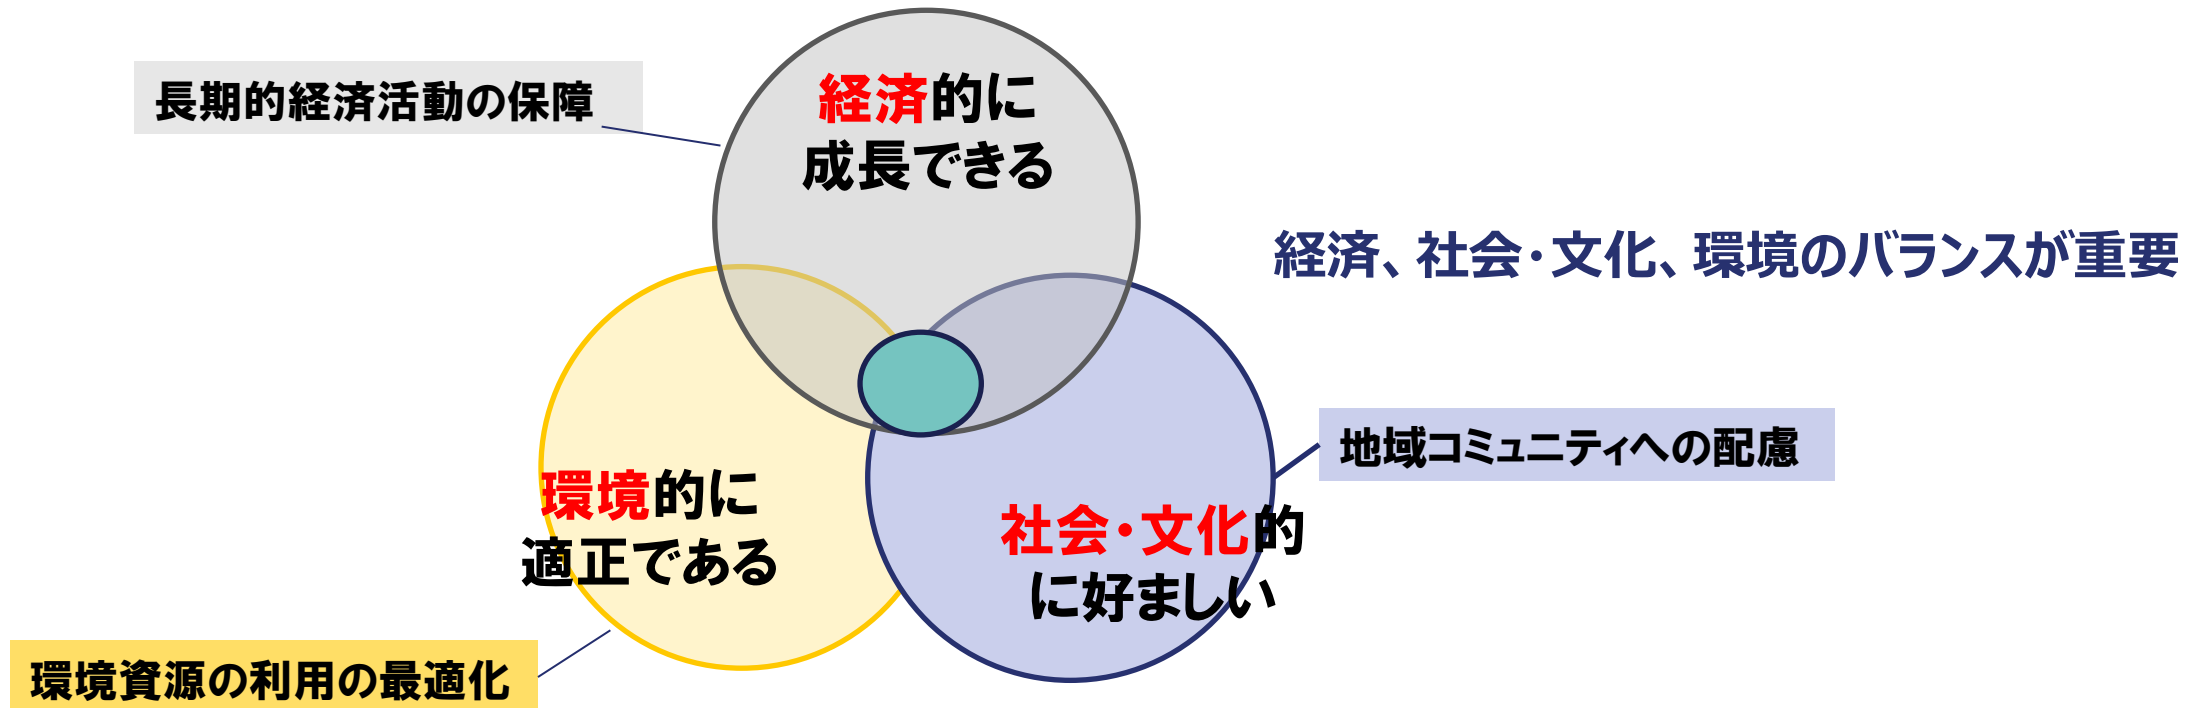 長期的経済活動の保障
経済的に
成長できる
経済、社会・文化、環境のバランスが重要
地域コミュニティへの配慮
環境的に
適正である
社会・文化的
に好ましい
環境資源の利用の最適化